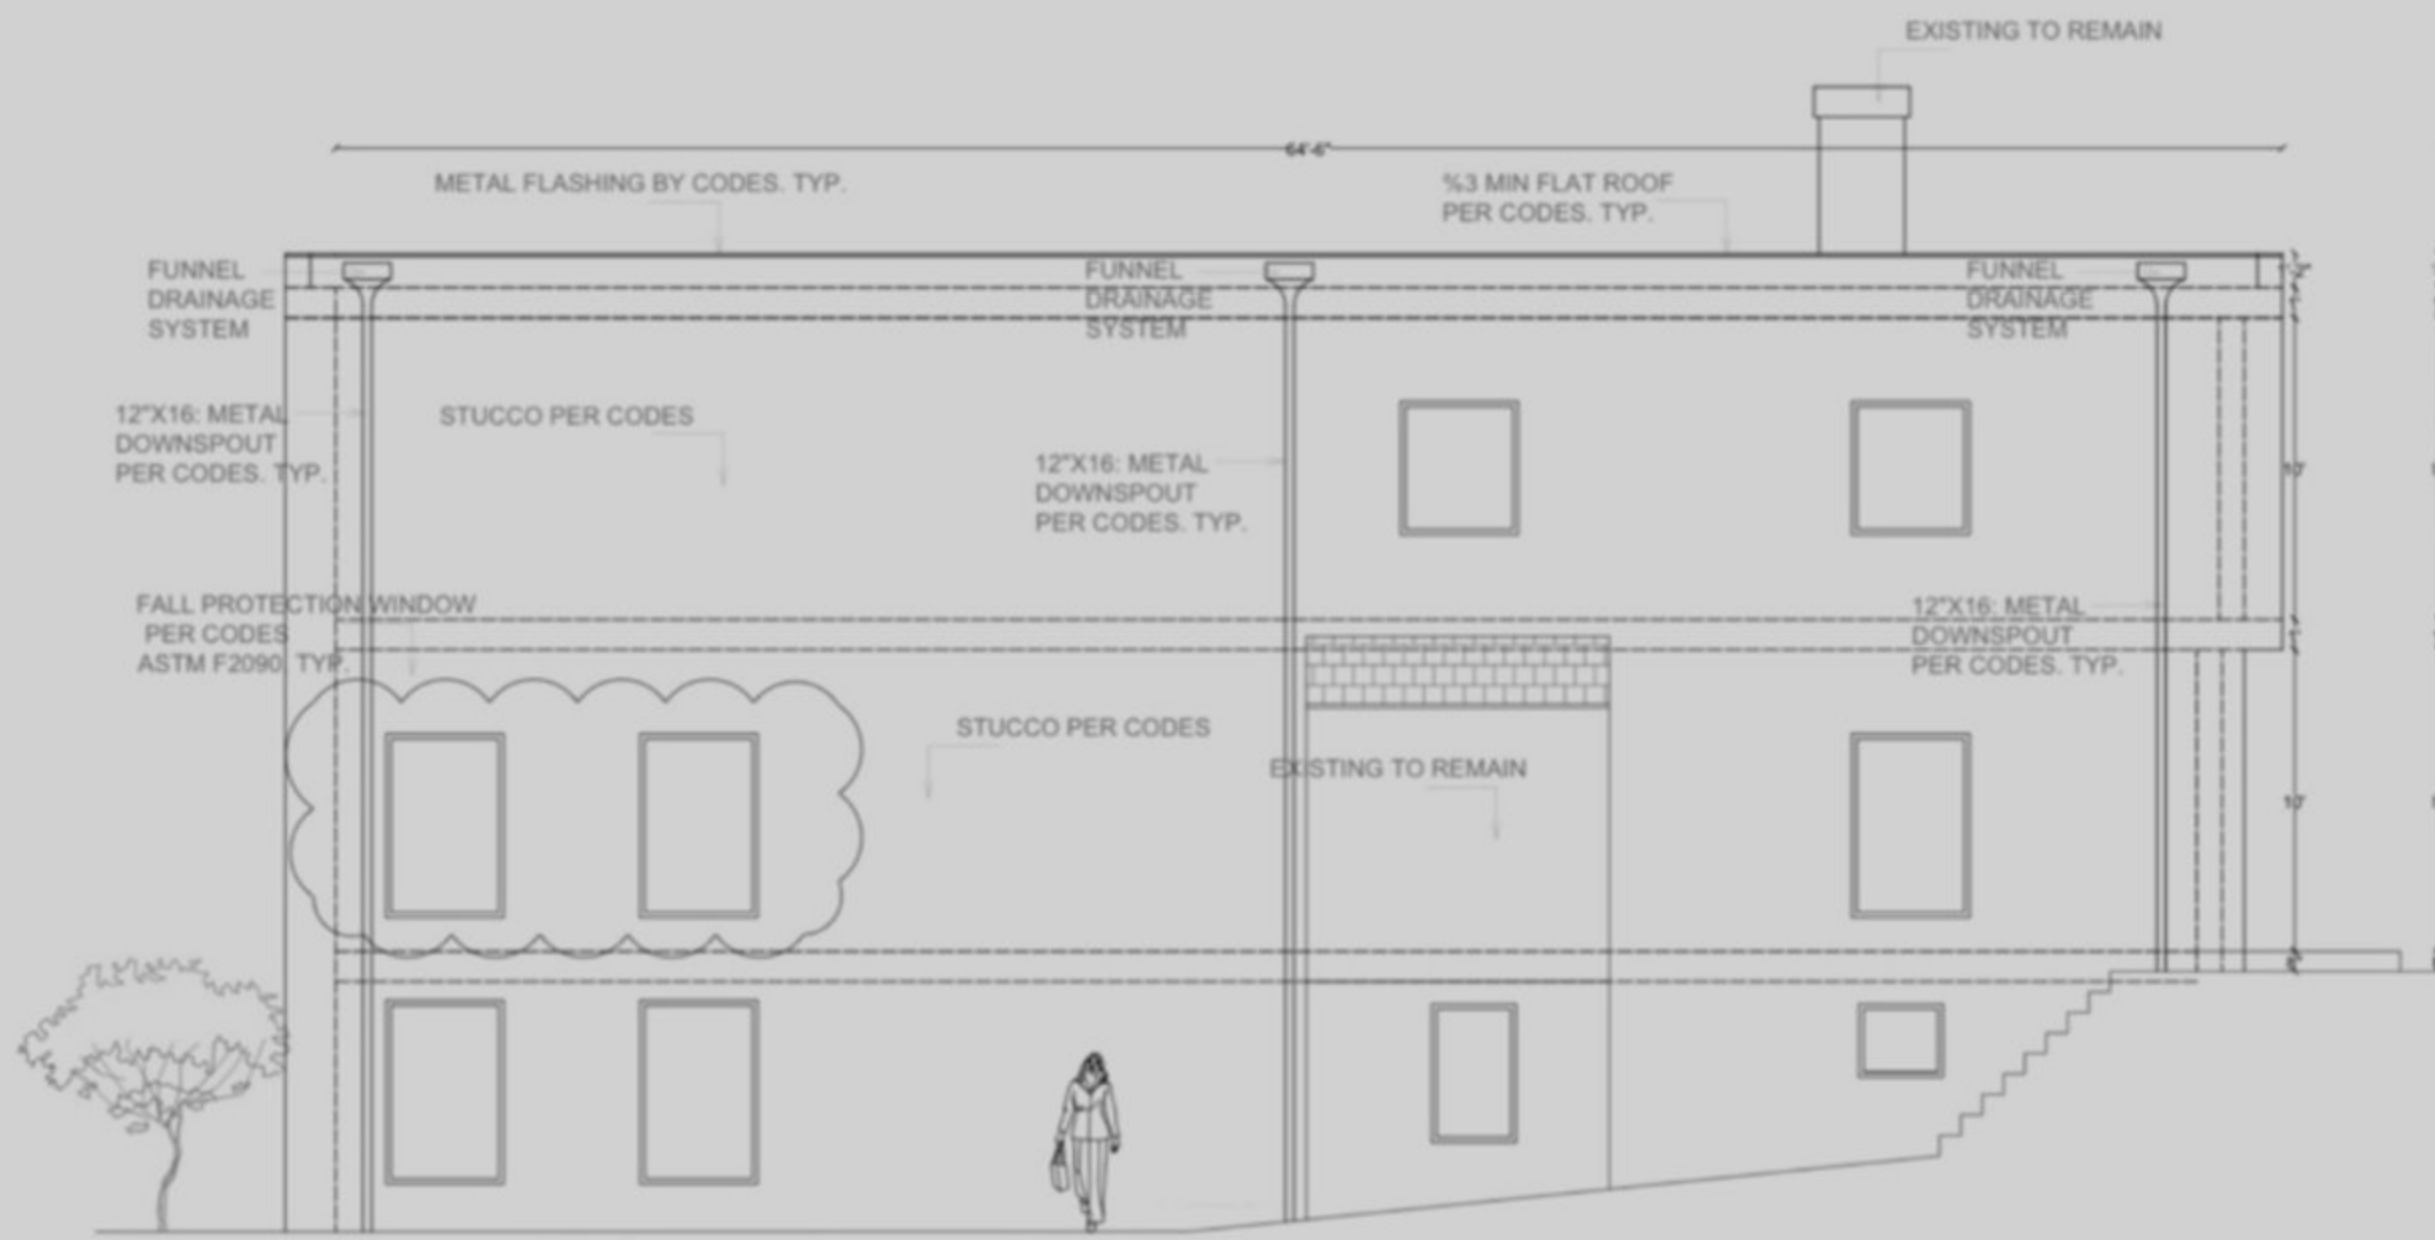 EXISTING TO REMAIN
64'-6"
METAL FLASHING BY CODES. TYP.
%3 MIN FLAT ROOF
PER CODES. TYP.
FUNNEL
DRAINAGE
SYSTEM
FUNNEL
DRAINAGE
SYSTEM
FUNNEL
DRAINAGE
SYSTEM
12"X16: METAL
DOWNSPOUT
PER CODES. TYP.
STUCCO PER CODES
12"X16: METAL
DOWNSPOUT
PER CODES. TYP.
10'
FALL PROTECTION WINDOW
PER CODES
ASTM F2090. TYP.
12"X16: METAL
DOWNSPOUT
PER CODES. TYP.
STUCCO PER CODES
EXISTING TO REMAIN
10'